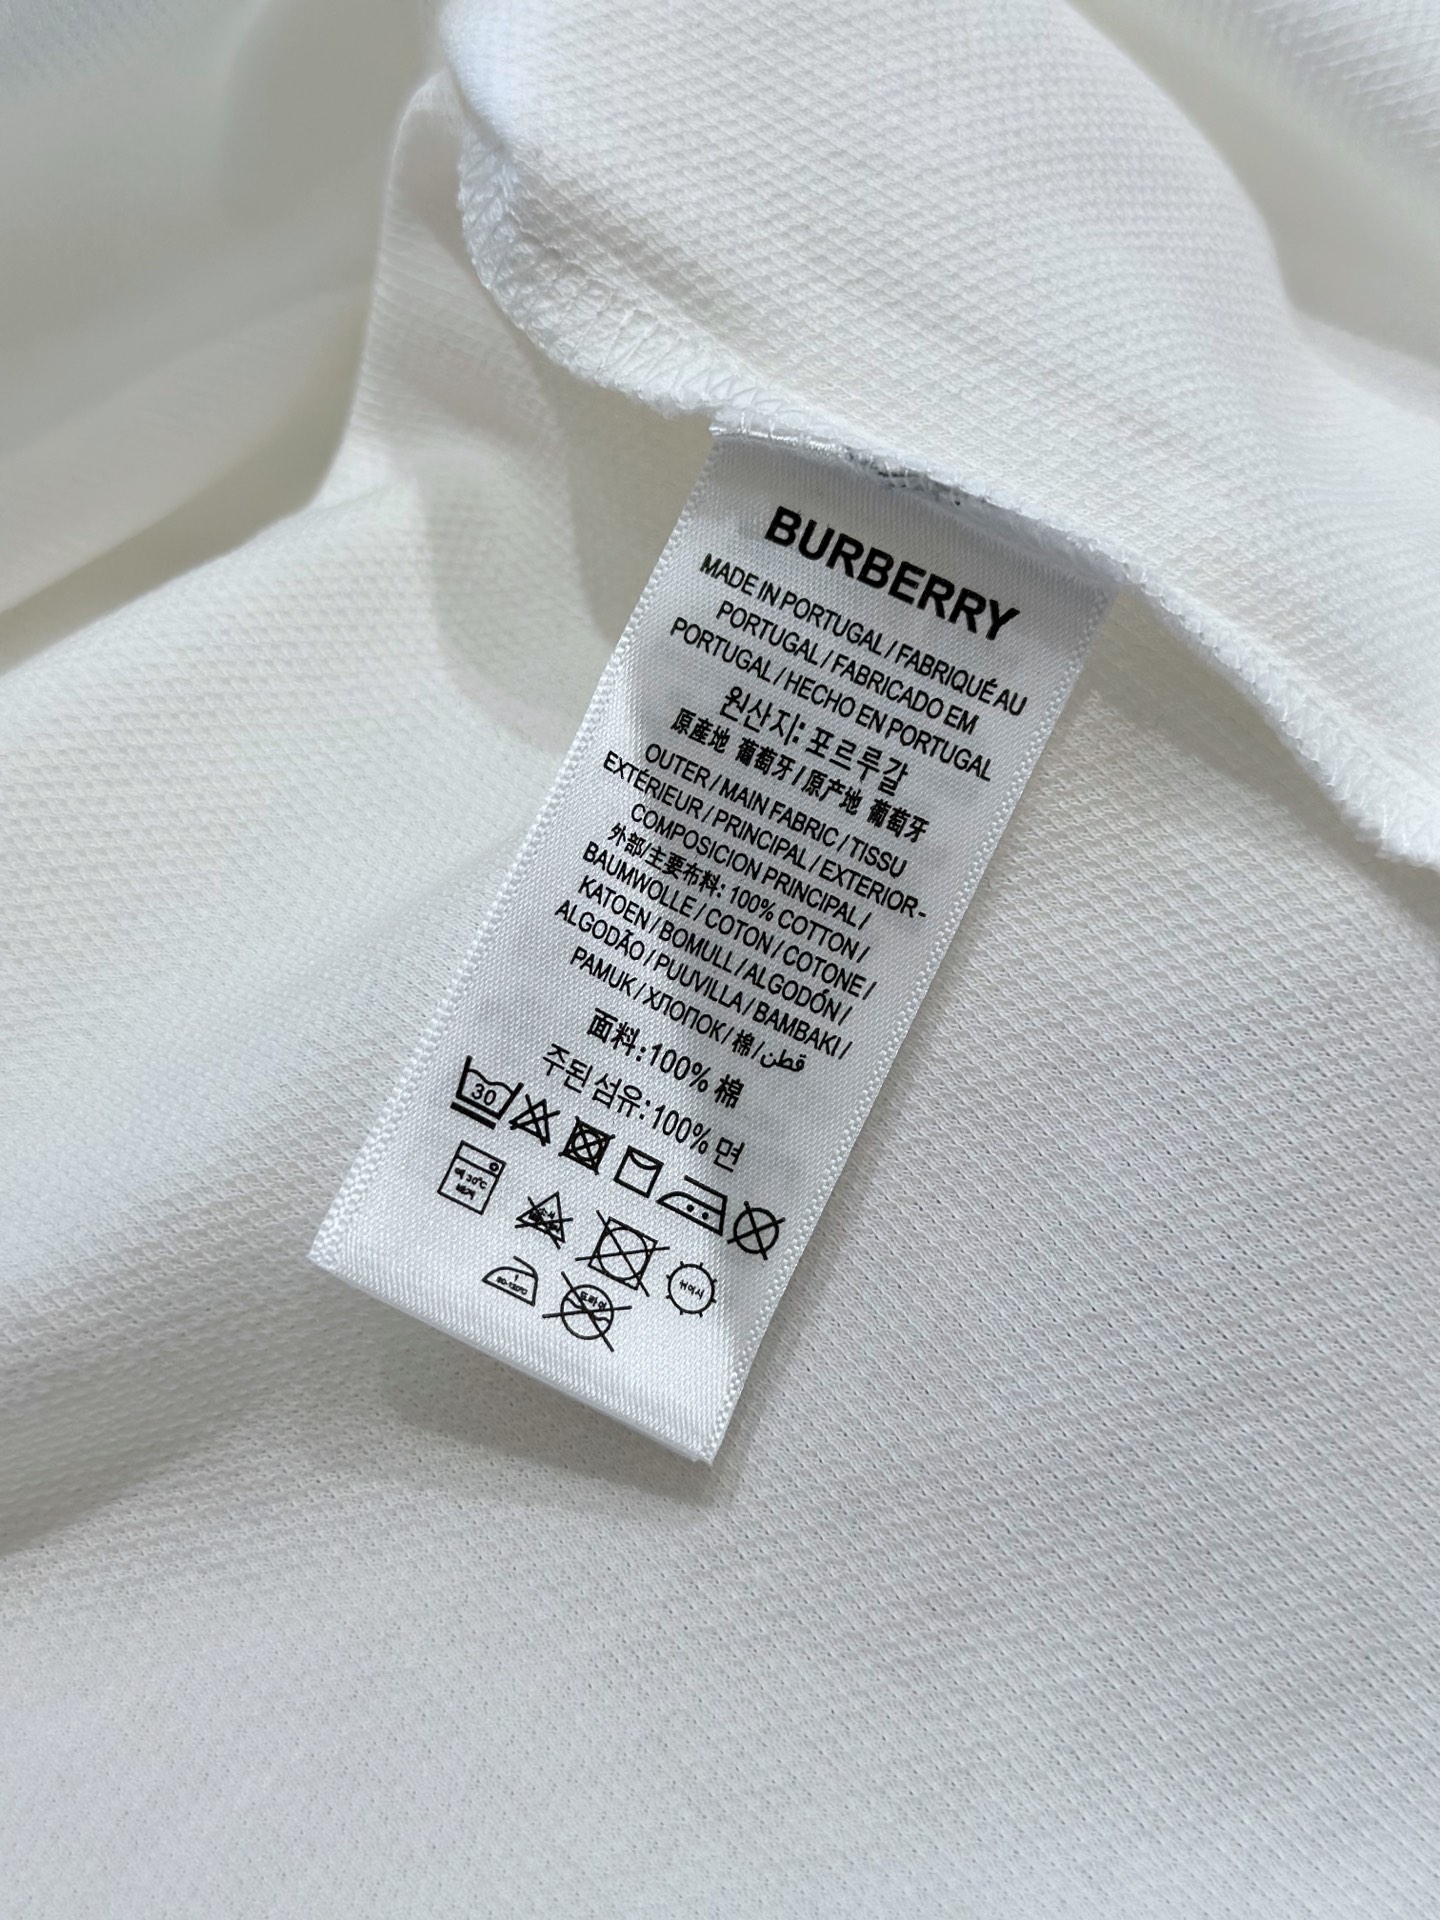 BURBERRY
MADE IN PORTUGAL / FABRIQUÉ AU
PORTUGAL / FABRICADO EM
PORTUGAL / HECHO EN PORTUGAL
원산지: 포르투갈
原產地 葡萄牙 / 原产地 葡萄牙
OUTER / MAIN FABRIC / TISSU
EXTÉRIEUR / PRINCIPAL / EXTERIOR-
COMPOSICION PRINCIPAL /
外部/主要布料: 100% COTTON /
BAUMWOLLE / COTON / COTONE /
KATOEN / BOMULL / ALGODÓN /
ALGODÃO / PUUVILLA / BAMBAKI /
PAMUK / ХЛОПОК / 棉 / قطن
面料: 100% 棉
주된 섬유: 100% 면
30